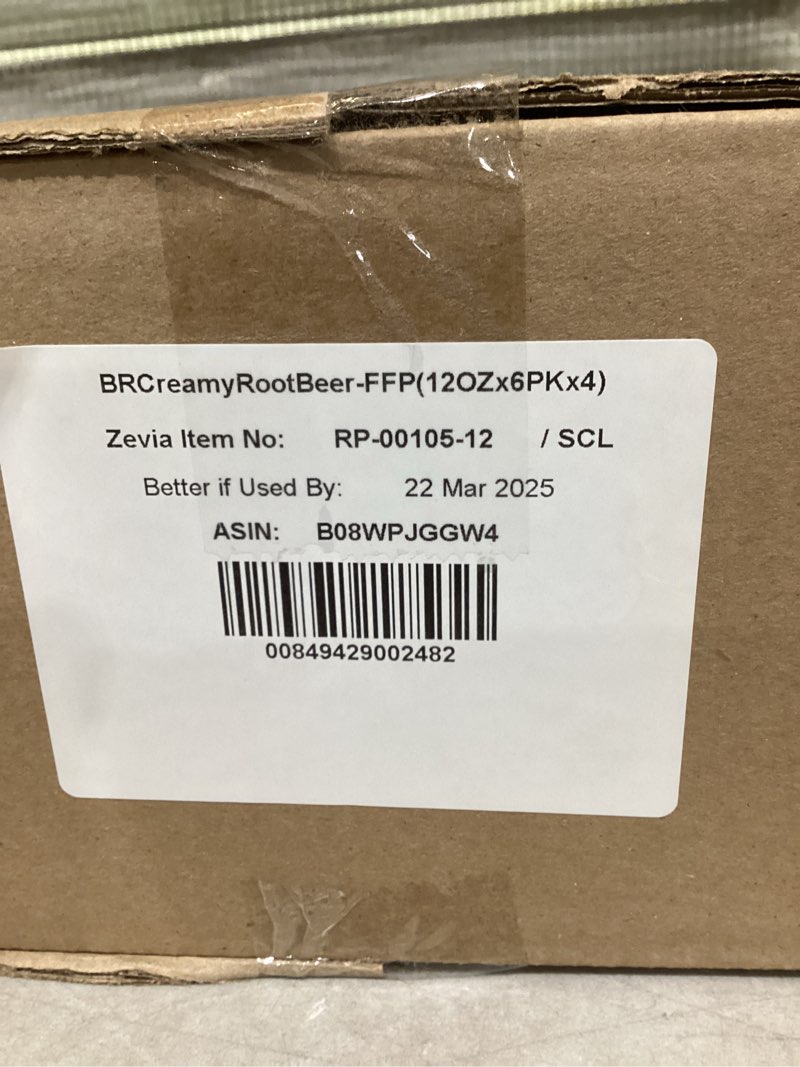 BRCreamyRootBeer-FFP(12OZx6PKx4)
Zevia Item No: RP-00105-12 / SCL
Better if Used By: 22 Mar 2025
ASIN: B08WPJGGW4
00849429002482